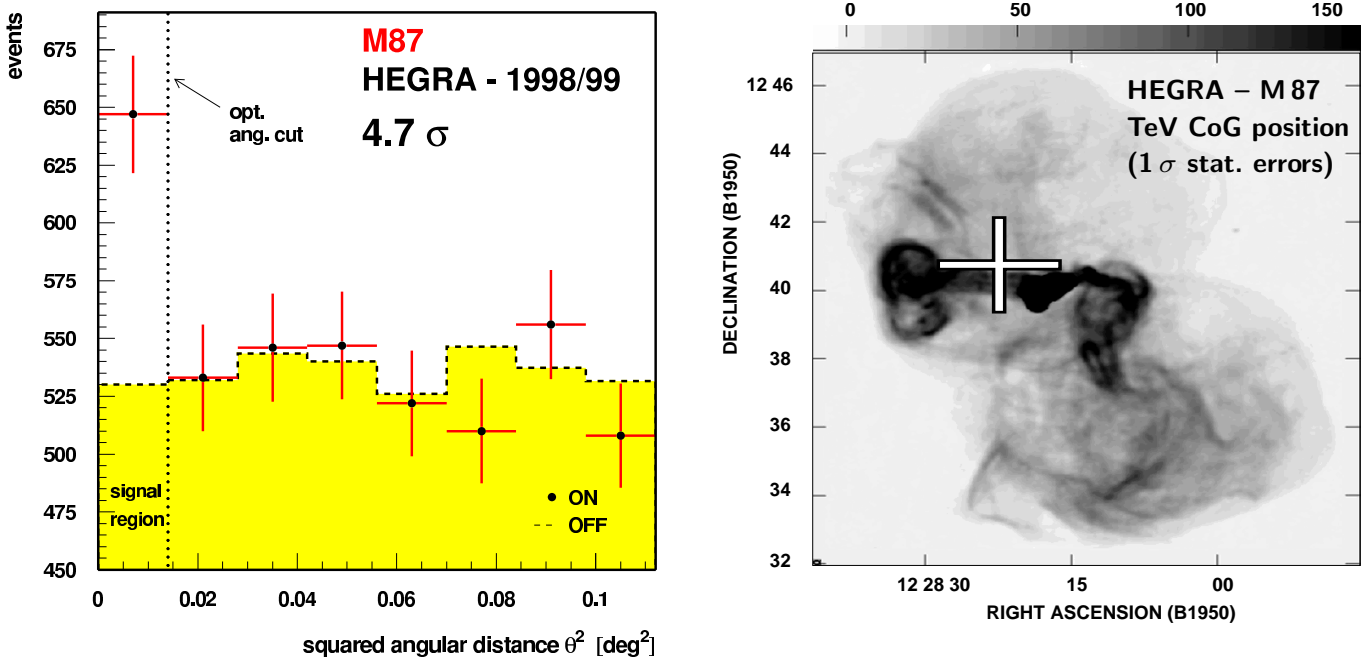 events
675
650
625
600
575
550
525
500
475
450
0
0.02
0.04
0.06
0.08
0.1
squared angular distance θ² [deg²]
M87
HEGRA - 1998/99
4.7 σ
opt.
ang. cut
signal
region
ON
OFF
0 50 100 150
HEGRA – M 87
TeV CoG position
(1 σ stat. errors)
DECLINATION (B1950)
12 46
44
42
40
38
36
34
32
12 28 30
15
00
RIGHT ASCENSION (B1950)